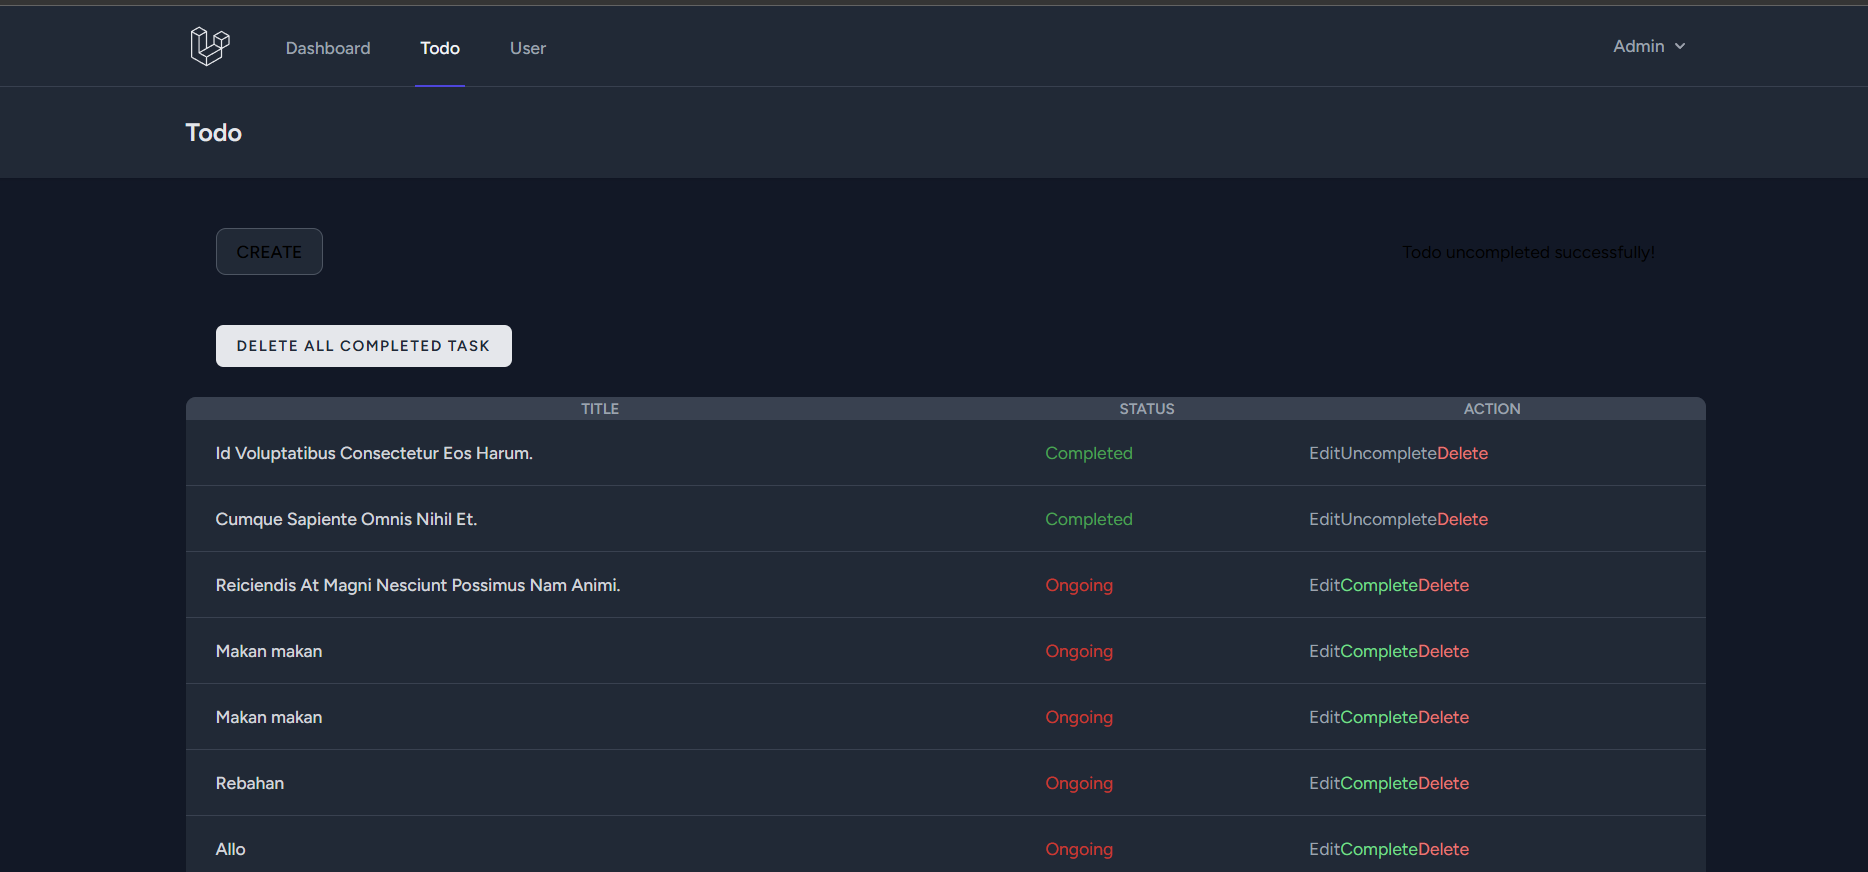 Dashboard Todo User Admin
Todo
CREATE Todo uncompleted successfully!
DELETE ALL COMPLETED TASK
TITLE STATUS ACTION
Id Voluptatibus Consectetur Eos Harum. Completed EditUncompleteDelete
Cumque Sapiente Omnis Nihil Et. Completed EditUncompleteDelete
Reiciendis At Magni Nesciunt Possimus Nam Animi. Ongoing EditCompleteDelete
Makan makan Ongoing EditCompleteDelete
Makan makan Ongoing EditCompleteDelete
Rebahan Ongoing EditCompleteDelete
Allo Ongoing EditCompleteDelete